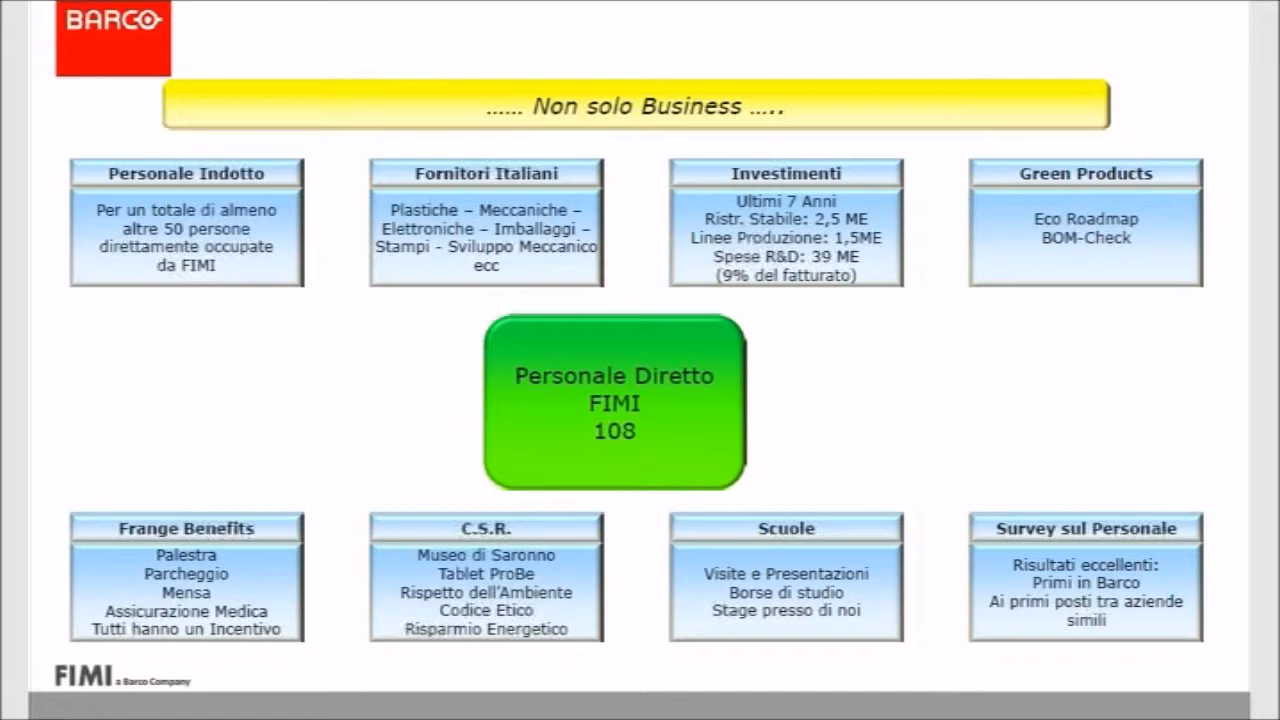 BARCO
…… Non solo Business …..
Personale Indotto
Per un totale di almeno
altre 50 persone
direttamente occupate
da FIMI
Fornitori Italiani
Plastiche – Meccaniche –
Elettroniche – Imballaggi –
Stampi - Sviluppo Meccanico
ecc
Investimenti
Ultimi 7 Anni
Ristr. Stabile: 2,5 ME
Linee Produzione: 1,5ME
Spese R&D: 39 ME
(9% del fatturato)
Green Products
Eco Roadmap
BOM-Check
Personale Diretto
FIMI
108
Frange Benefits
Palestra
Parcheggio
Mensa
Assicurazione Medica
Tutti hanno un Incentivo
C.S.R.
Museo di Saronno
Tablet ProBe
Rispetto dell’Ambiente
Codice Etico
Risparmio Energetico
Scuole
Visite e Presentazioni
Borse di studio
Stage presso di noi
Survey sul Personale
Risultati eccellenti:
Primi in Barco
Ai primi posti tra aziende
simili
FIMI a Barco Company